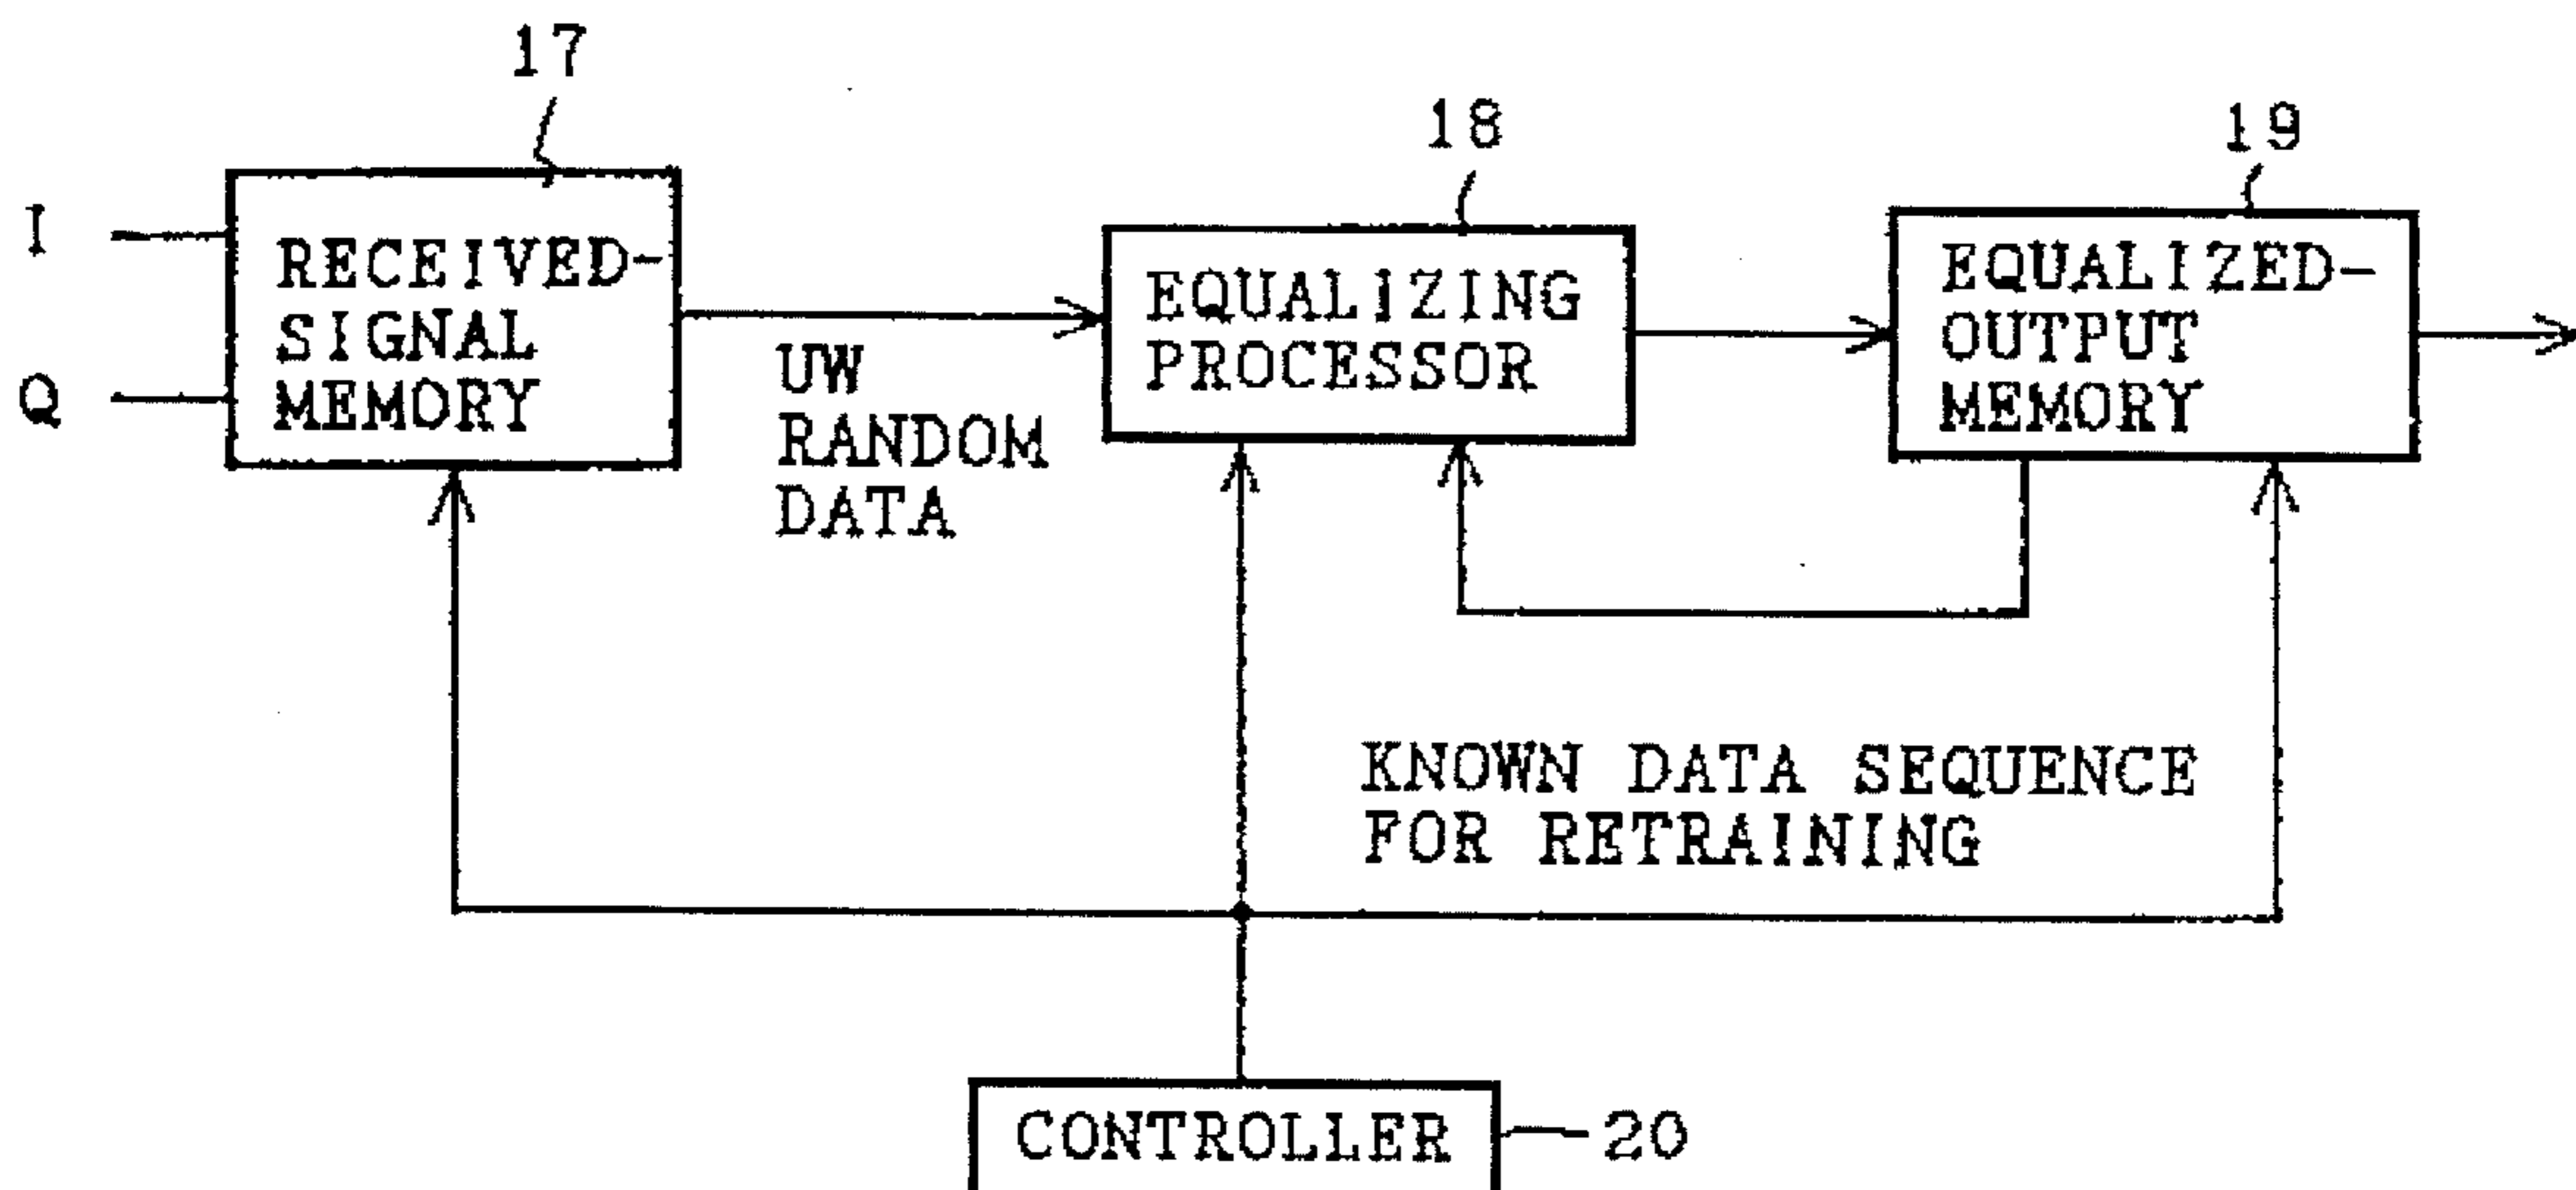 17
18
19
I
Q
RECEIVED-
SIGNAL
MEMORY
UW
RANDOM
DATA
EQUALIZING
PROCESSOR
EQUALIZED-
OUTPUT
MEMORY
KNOWN DATA SEQUENCE
FOR RETRAINING
CONTROLLER
20